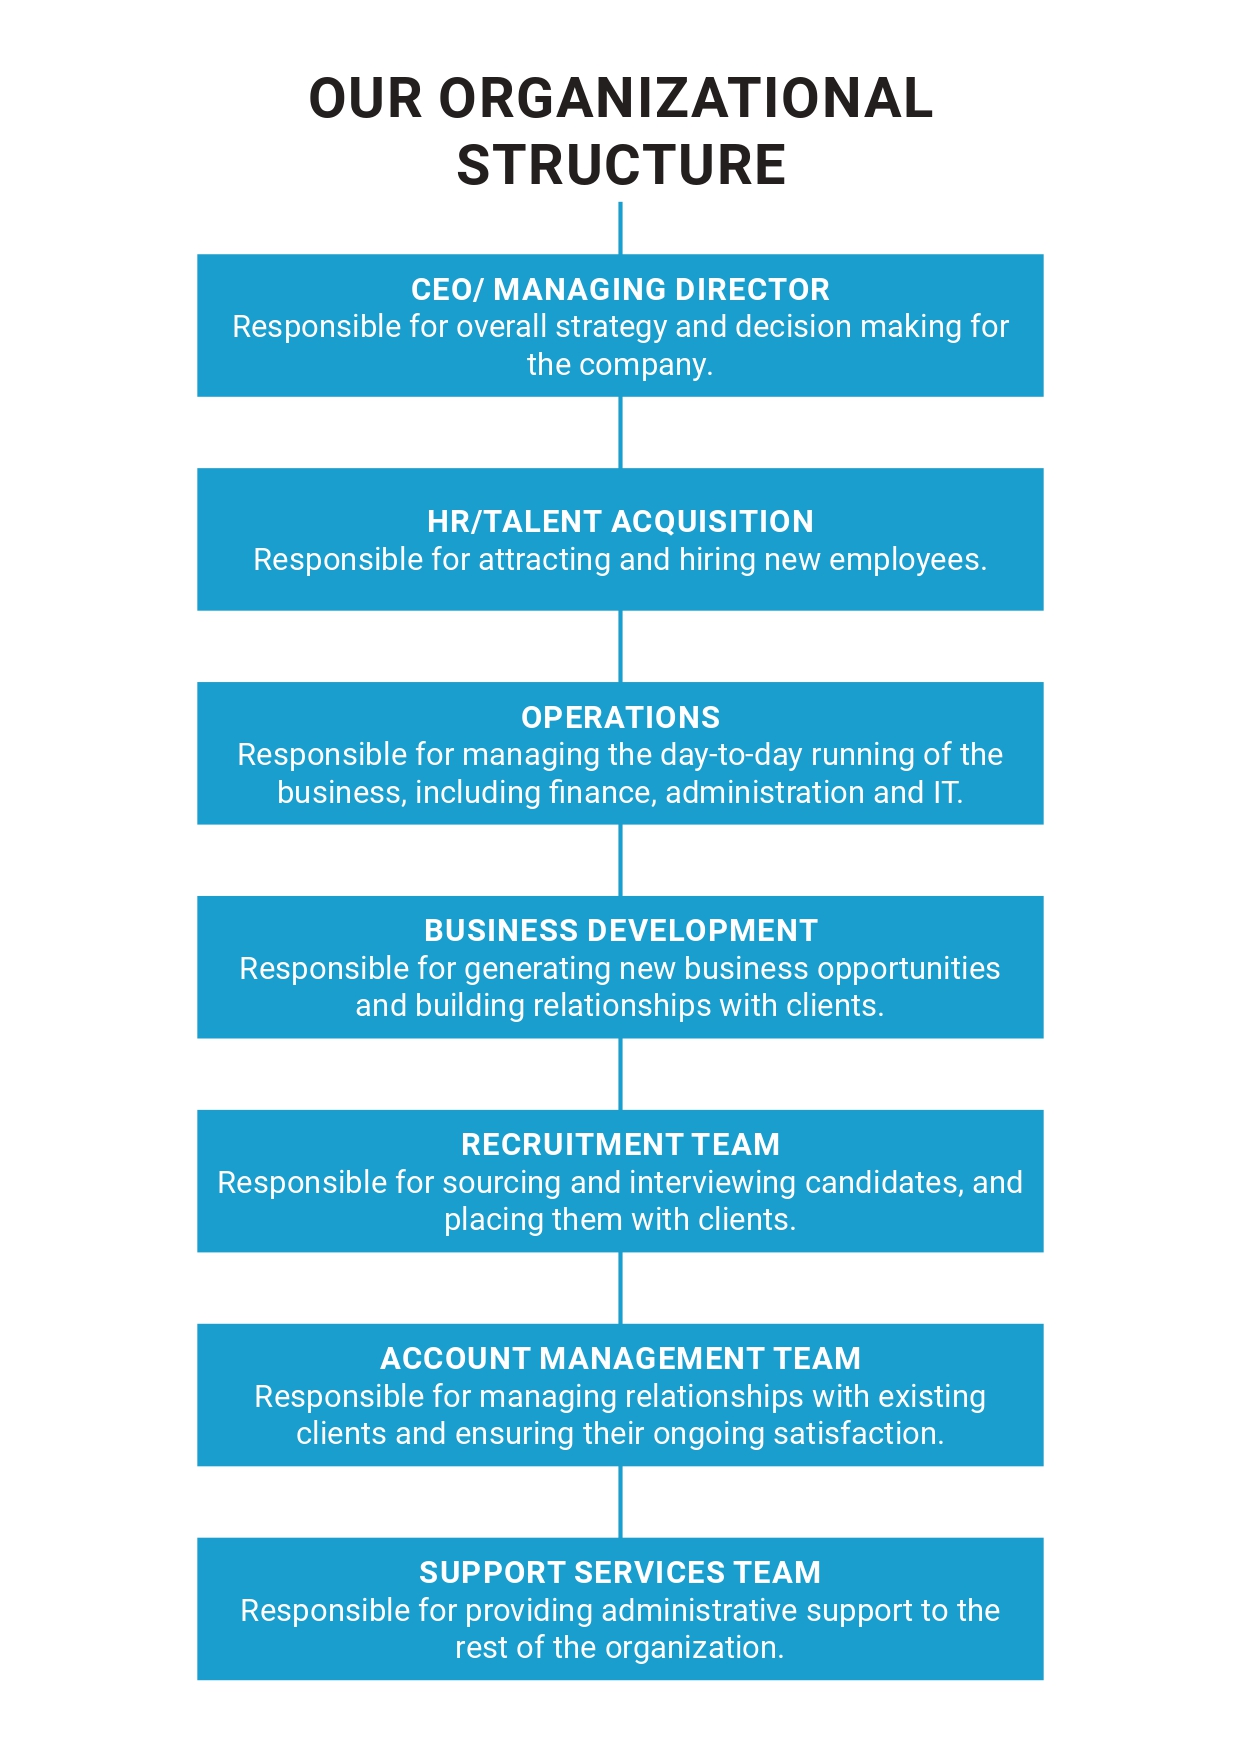 OUR ORGANIZATIONAL
STRUCTURE
CEO/ MANAGING DIRECTOR
Responsible for overall strategy and decision making for
the company.
HR/TALENT ACQUISITION
Responsible for attracting and hiring new employees.
OPERATIONS
Responsible for managing the day-to-day running of the
business, including finance, administration and IT.
BUSINESS DEVELOPMENT
Responsible for generating new business opportunities
and building relationships with clients.
RECRUITMENT TEAM
Responsible for sourcing and interviewing candidates, and
placing them with clients.
ACCOUNT MANAGEMENT TEAM
Responsible for managing relationships with existing
clients and ensuring their ongoing satisfaction.
SUPPORT SERVICES TEAM
Responsible for providing administrative support to the
rest of the organization.